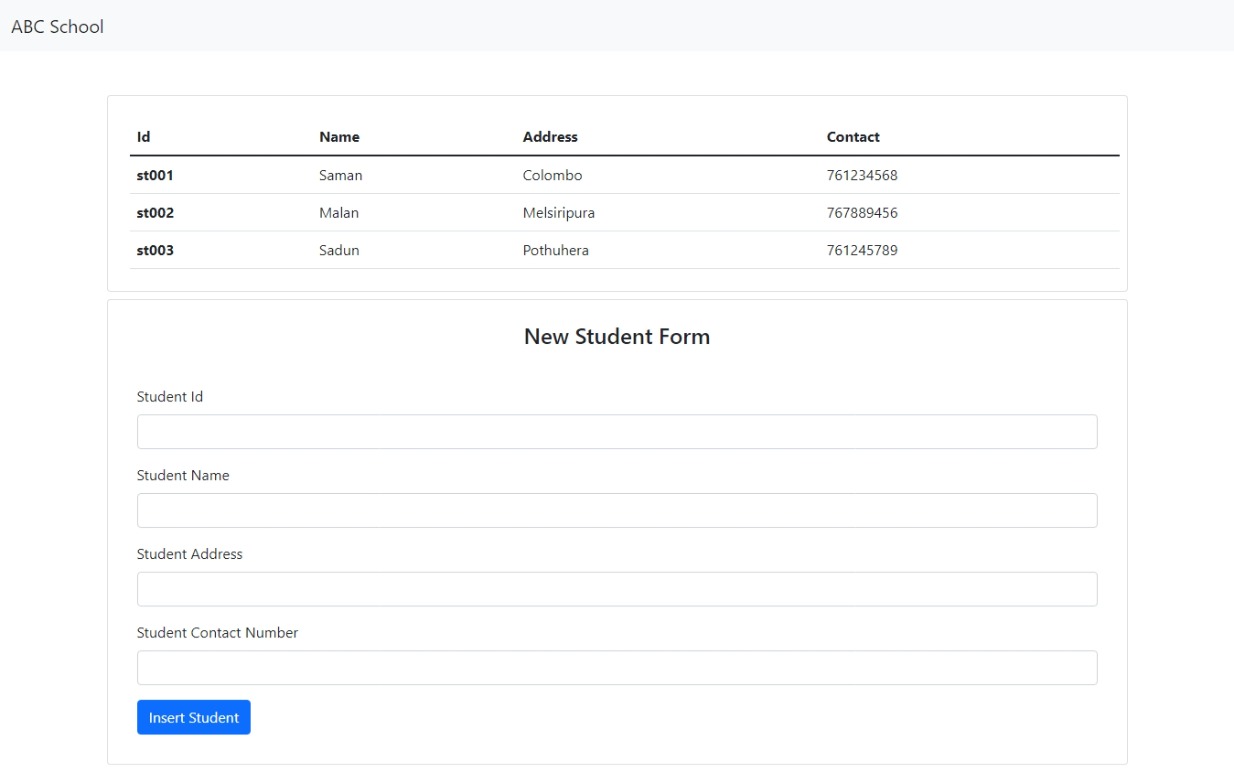 ABC School
Id Name Address Contact
st001 Saman Colombo 761234568
st002 Malan Melsiripura 767889456
st003 Sadun Pothuhera 761245789
New Student Form
Student Id
Student Name
Student Address
Student Contact Number
Insert Student